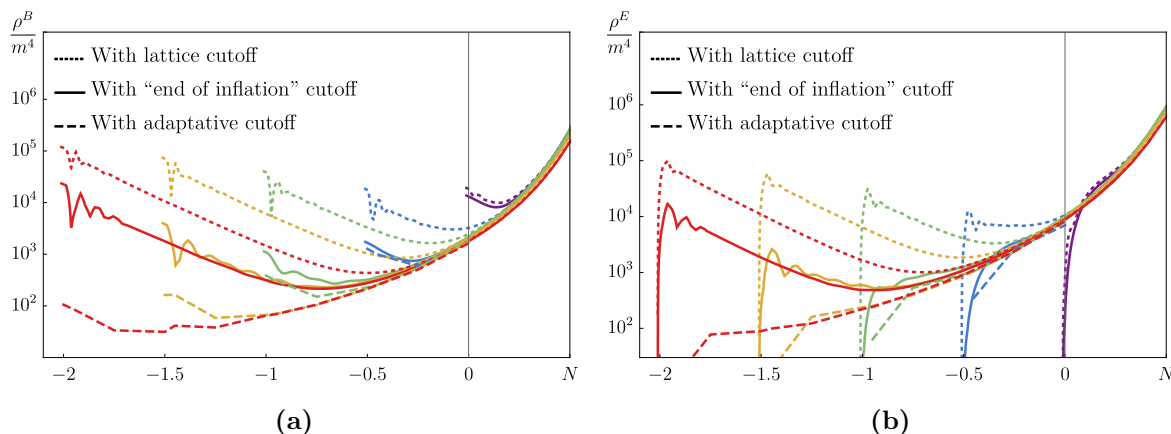 ρ^B/m^4
With lattice cutoff
With “end of inflation” cutoff
With adaptative cutoff
10^6
10^5
10^4
10^3
10^2
−2 −1.5 −1 −0.5 0 N
(a)
ρ^E/m^4
With lattice cutoff
With “end of inflation” cutoff
With adaptative cutoff
10^6
10^5
10^4
10^3
10^2
−2 −1.5 −1 −0.5 0 N
(b)